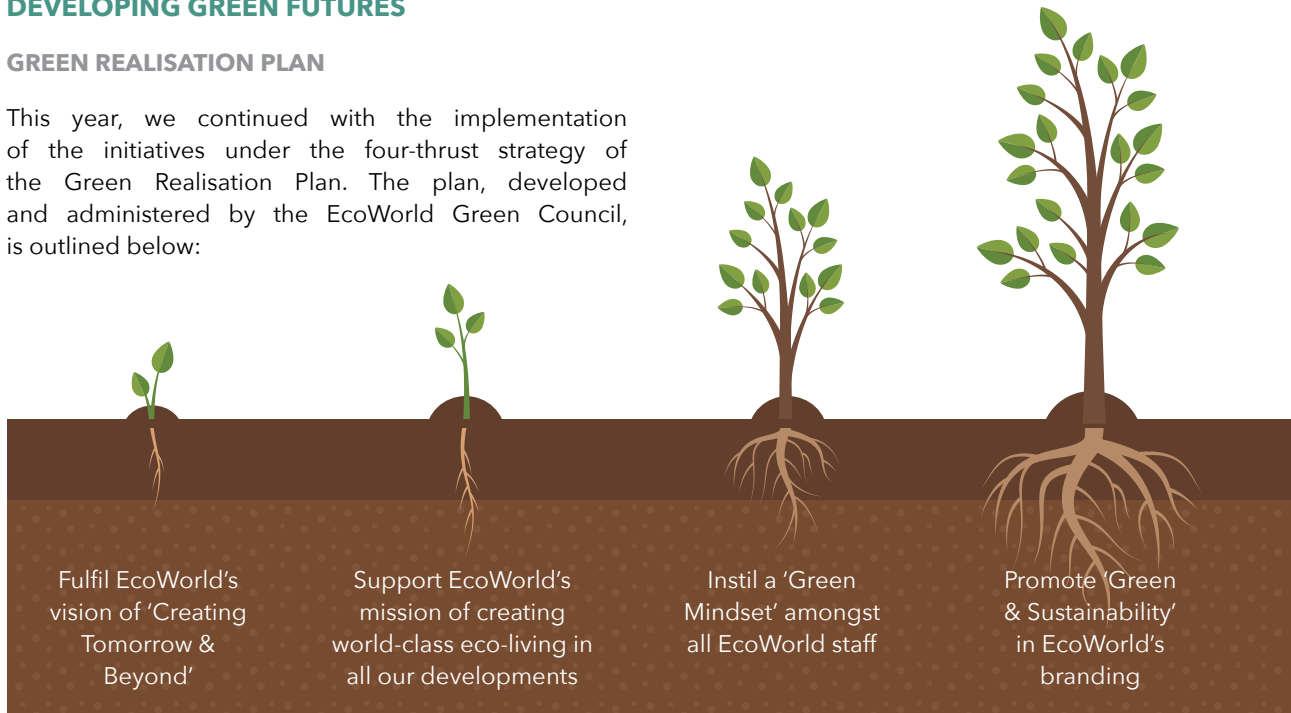 DEVELOPING GREEN FUTURES
GREEN REALISATION PLAN
This year, we continued with the implementation
of the initiatives under the four-thrust strategy of
the Green Realisation Plan. The plan, developed
and administered by the EcoWorld Green Council,
is outlined below:
Fulfil EcoWorld’s
vision of ‘Creating
Tomorrow &
Beyond’
Support EcoWorld’s
mission of creating
world-class eco-living in
all our developments
Instil a ‘Green
Mindset’ amongst
all EcoWorld staff
Promote ‘Green
& Sustainability’
in EcoWorld’s
branding